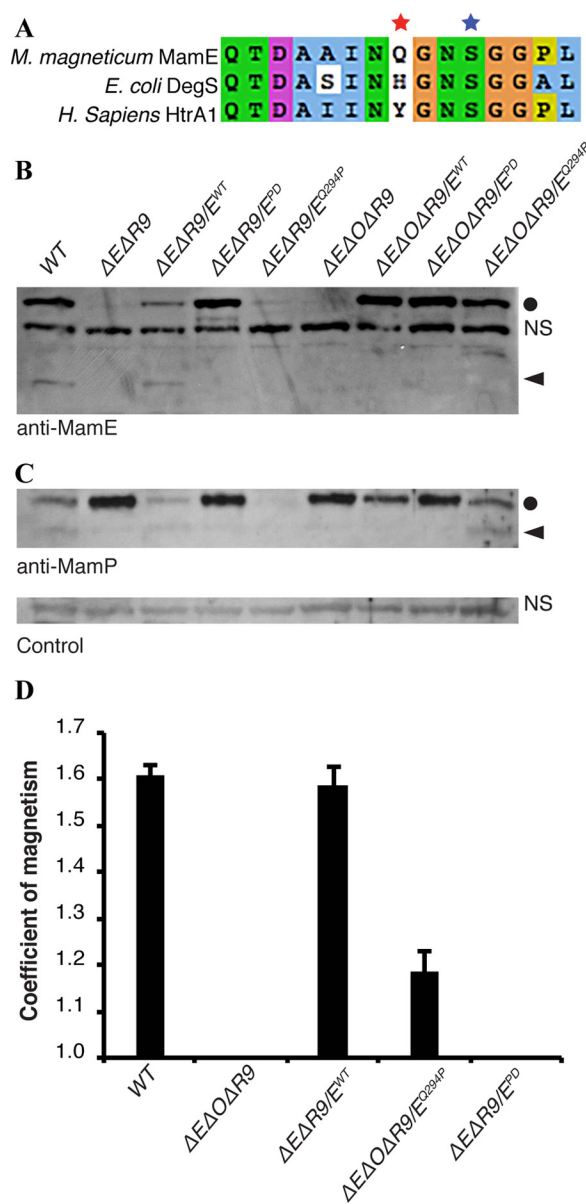 A
M. magneticum MamE Q T D A A I N Q G N S G G P L
E. coli DegS Q T D A S I N H G N S G G A L
H. Sapiens HtrA1 Q T D A I I N Y G N S G G P L
B
WT ΔEΔR9 ΔEΔR9/E^WT ΔEΔR9/E^PD ΔEΔR9/E^Q294P ΔEΔOΔR9 ΔEΔOΔR9/E^WT ΔEΔOΔR9/E^PD ΔEΔOΔR9/E^Q294P
NS
anti-MamE
C
anti-MamP
NS
Control
D
Coefficient of magnetism
1.7
1.6
1.5
1.4
1.3
1.2
1.1
1.0
WT ΔEΔOΔR9 ΔEΔR9/E^WT ΔEΔOΔR9/E^Q294P ΔEΔR9/E^PD